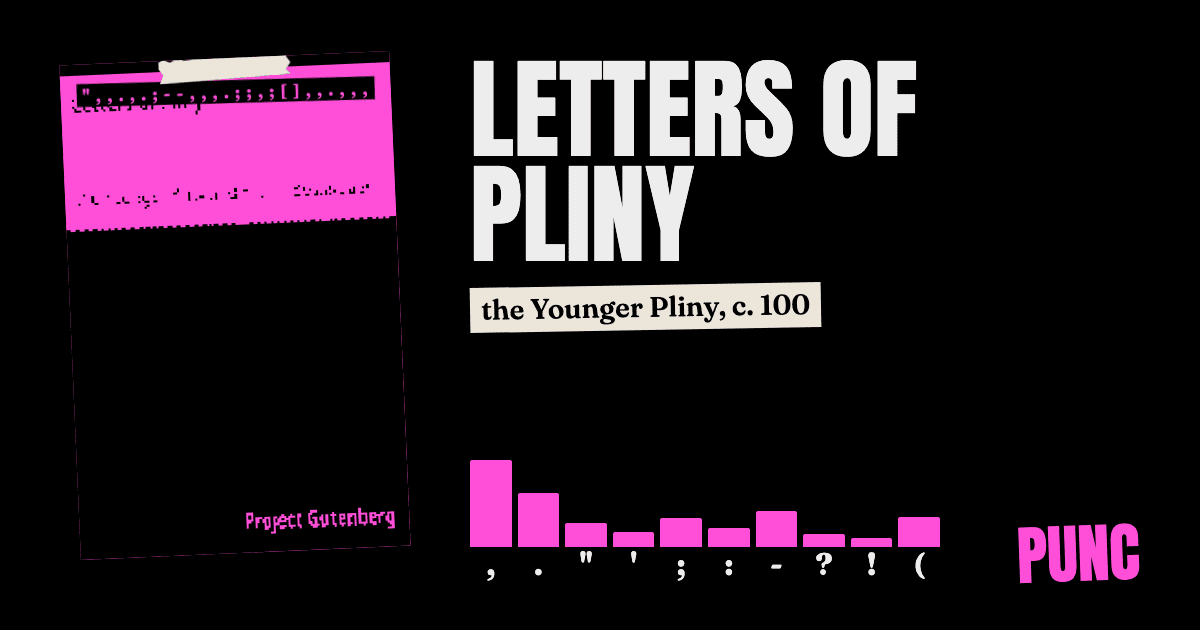 ",,.,.;--,,,.;;,;[],,.,,,
Project Gutenberg
LETTERS OF
PLINY
the Younger Pliny, c. 100
, . " ' ; : - ? ! (
PUNC